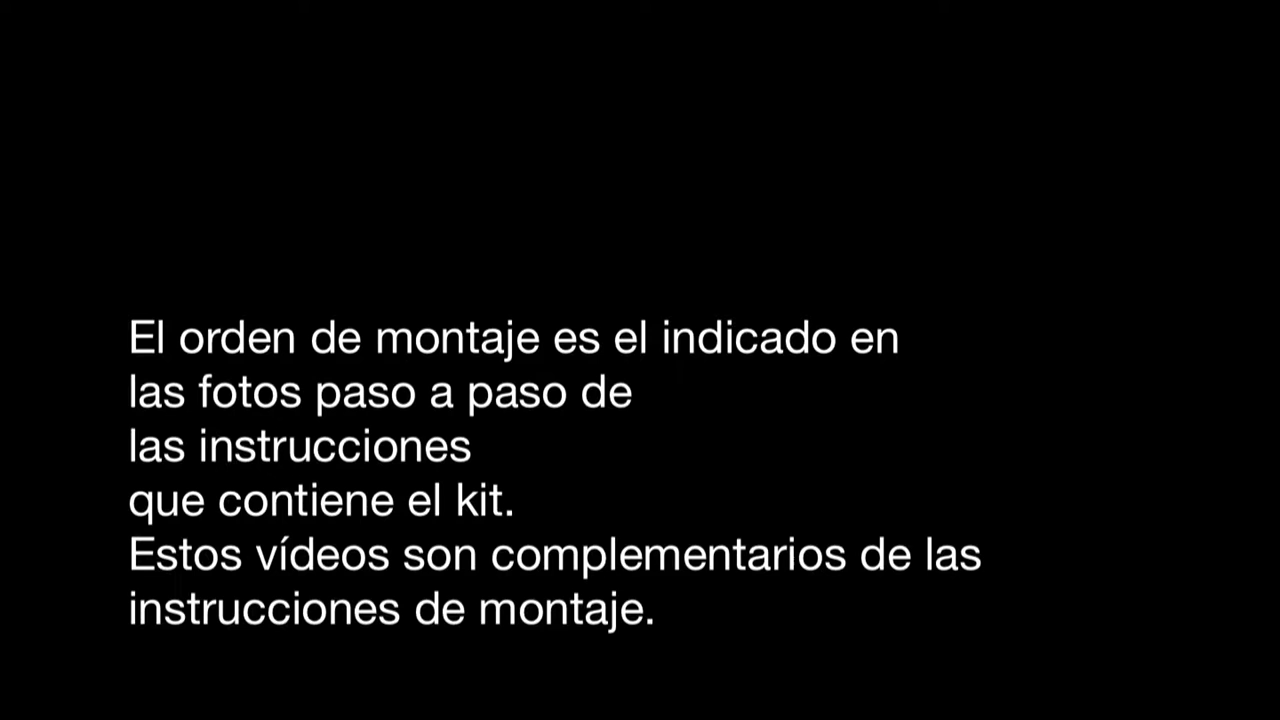 El orden de montaje es el indicado en
las fotos paso a paso de
las instrucciones
que contiene el kit.
Estos vídeos son complementarios de las
instrucciones de montaje.